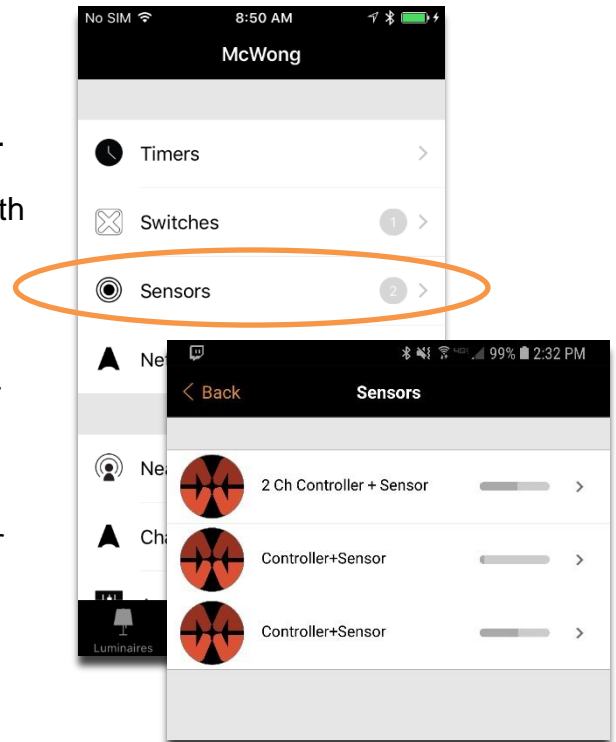 No SIM 8:50 AM
McWong
Timers
th
Switches 1
Sensors 2
99% 2:32 PM
< Back Sensors
2 Ch Controller + Sensor
Controller+Sensor
Controller+Sensor
Luminaires